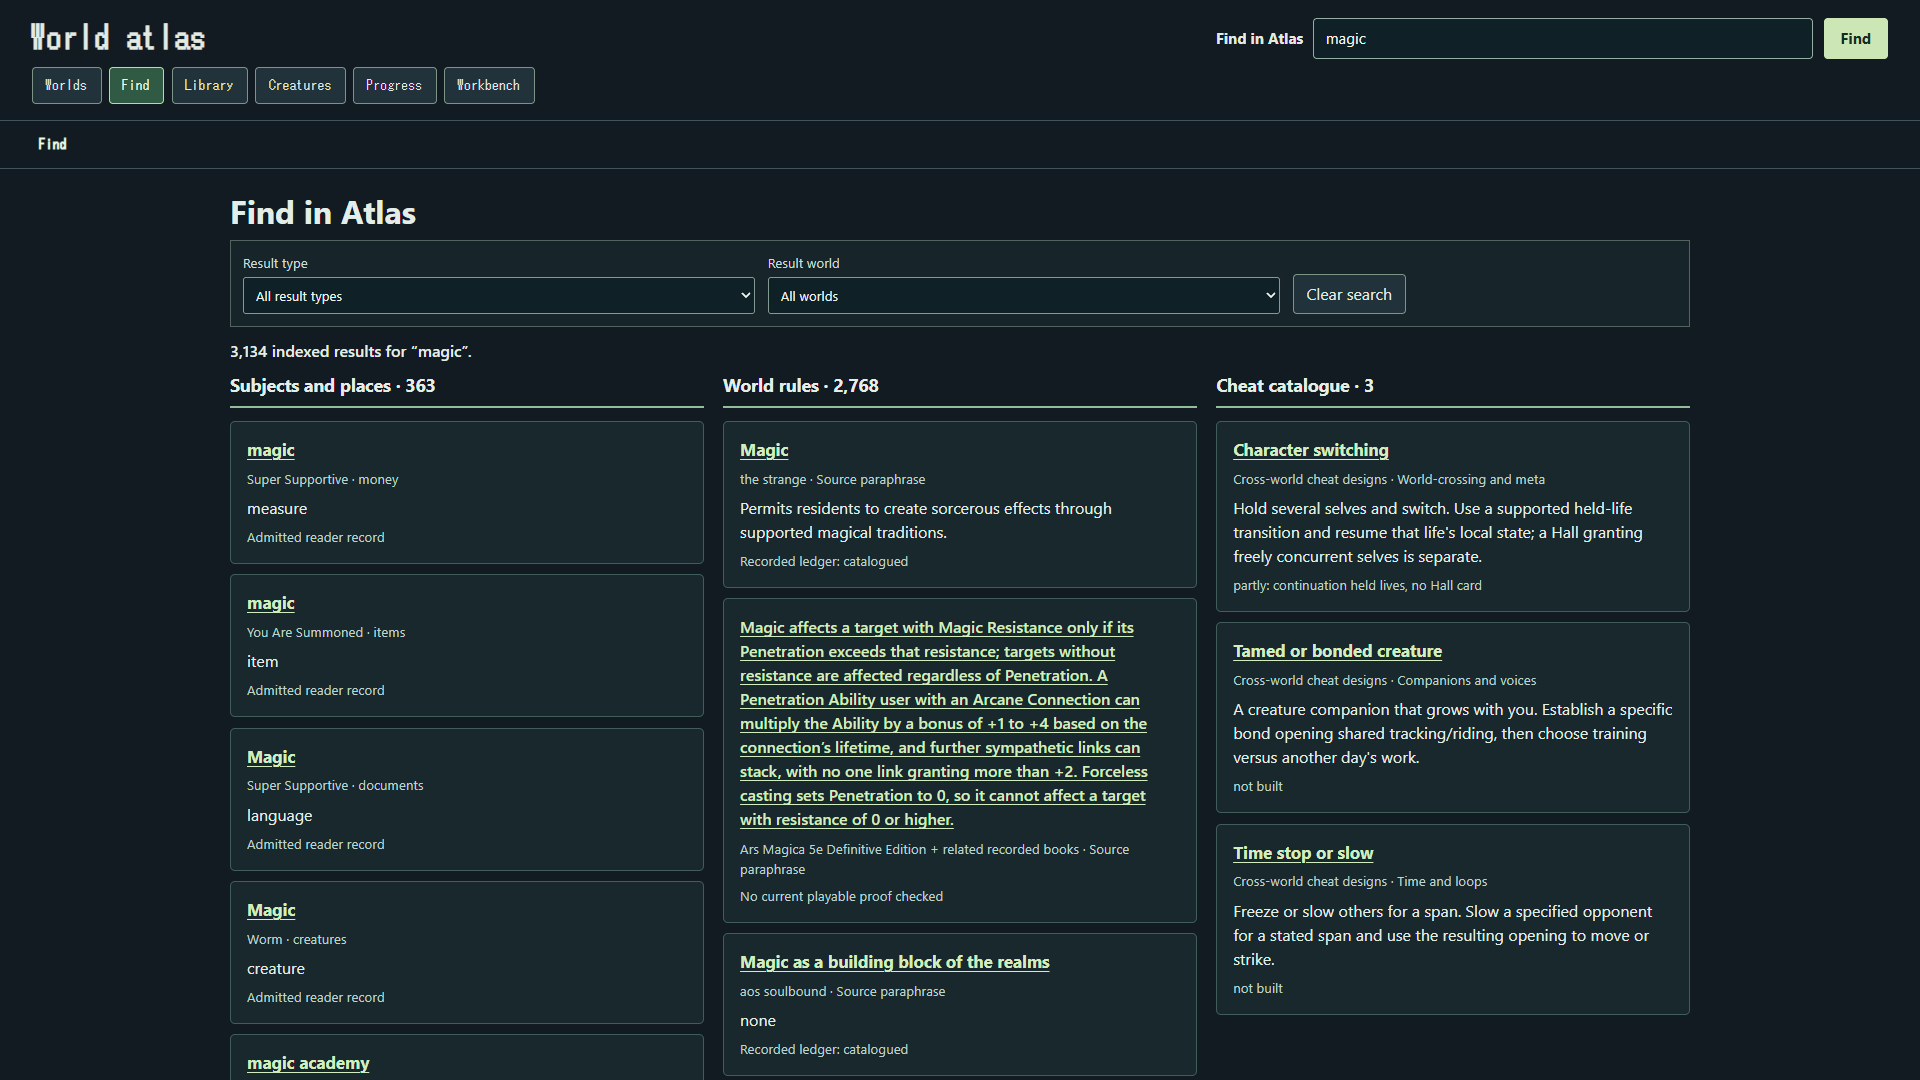 World atlas
Find in Atlas
magic
Find
Worlds
Find
Library
Creatures
Progress
Workbench
Find
Find in Atlas
Result type
All result types
Result world
All worlds
Clear search
3,134 indexed results for “magic”.
Subjects and places · 363
magic
Super Supportive · money
measure
Admitted reader record
magic
You Are Summoned · items
item
Admitted reader record
Magic
Super Supportive · documents
language
Admitted reader record
Magic
Worm · creatures
creature
Admitted reader record
magic academy
World rules · 2,768
Magic
the strange · Source paraphrase
Permits residents to create sorcerous effects through
supported magical traditions.
Recorded ledger: catalogued
Magic affects a target with Magic Resistance only if its
Penetration exceeds that resistance; targets without
resistance are affected regardless of Penetration. A
Penetration Ability user with an Arcane Connection can
multiply the Ability by a bonus of +1 to +4 based on the
connection’s lifetime, and further sympathetic links can
stack, with no one link granting more than +2. Forceless
casting sets Penetration to 0, so it cannot affect a target
with resistance of 0 or higher.
Ars Magica 5e Definitive Edition + related recorded books · Source
paraphrase
No current playable proof checked
Magic as a building block of the realms
aos soulbound · Source paraphrase
none
Recorded ledger: catalogued
Cheat catalogue · 3
Character switching
Cross-world cheat designs · World-crossing and meta
Hold several selves and switch. Use a supported held-life
transition and resume that life's local state; a Hall granting
freely concurrent selves is separate.
partly: continuation held lives, no Hall card
Tamed or bonded creature
Cross-world cheat designs · Companions and voices
A creature companion that grows with you. Establish a specific
bond opening shared tracking/riding, then choose training
versus another day's work.
not built
Time stop or slow
Cross-world cheat designs · Time and loops
Freeze or slow others for a span. Slow a specified opponent
for a stated span and use the resulting opening to move or
strike.
not built